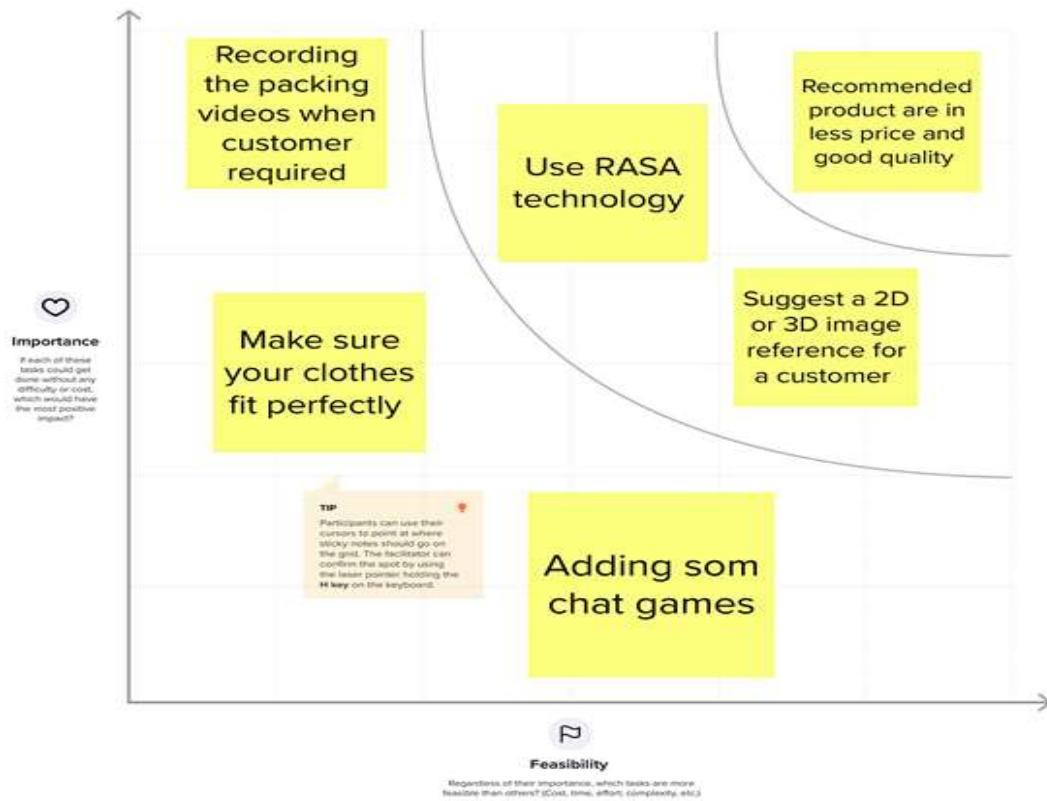 Recording
the packing
videos when
customer
required
Use RASA
technology
Recommended
product are in
less price and
good quality
Importance
If each of these
tasks could get
done without any
difficulty or cost,
which would have
the most positive
impact?
Make sure
your clothes
fit perfectly
Suggest a 2D
or 3D image
reference for
a customer
TIP
Participants can use their
cursors to point at where
sticky notes should go on
the grid. The facilitator can
confirm the spot by using
the laser pointer holding the
H key on the keyboard.
Adding som
chat games
Feasibility
Regardless of their importance, which tasks are more
feasible than others? (Cost, time, effort, complexity, etc.)